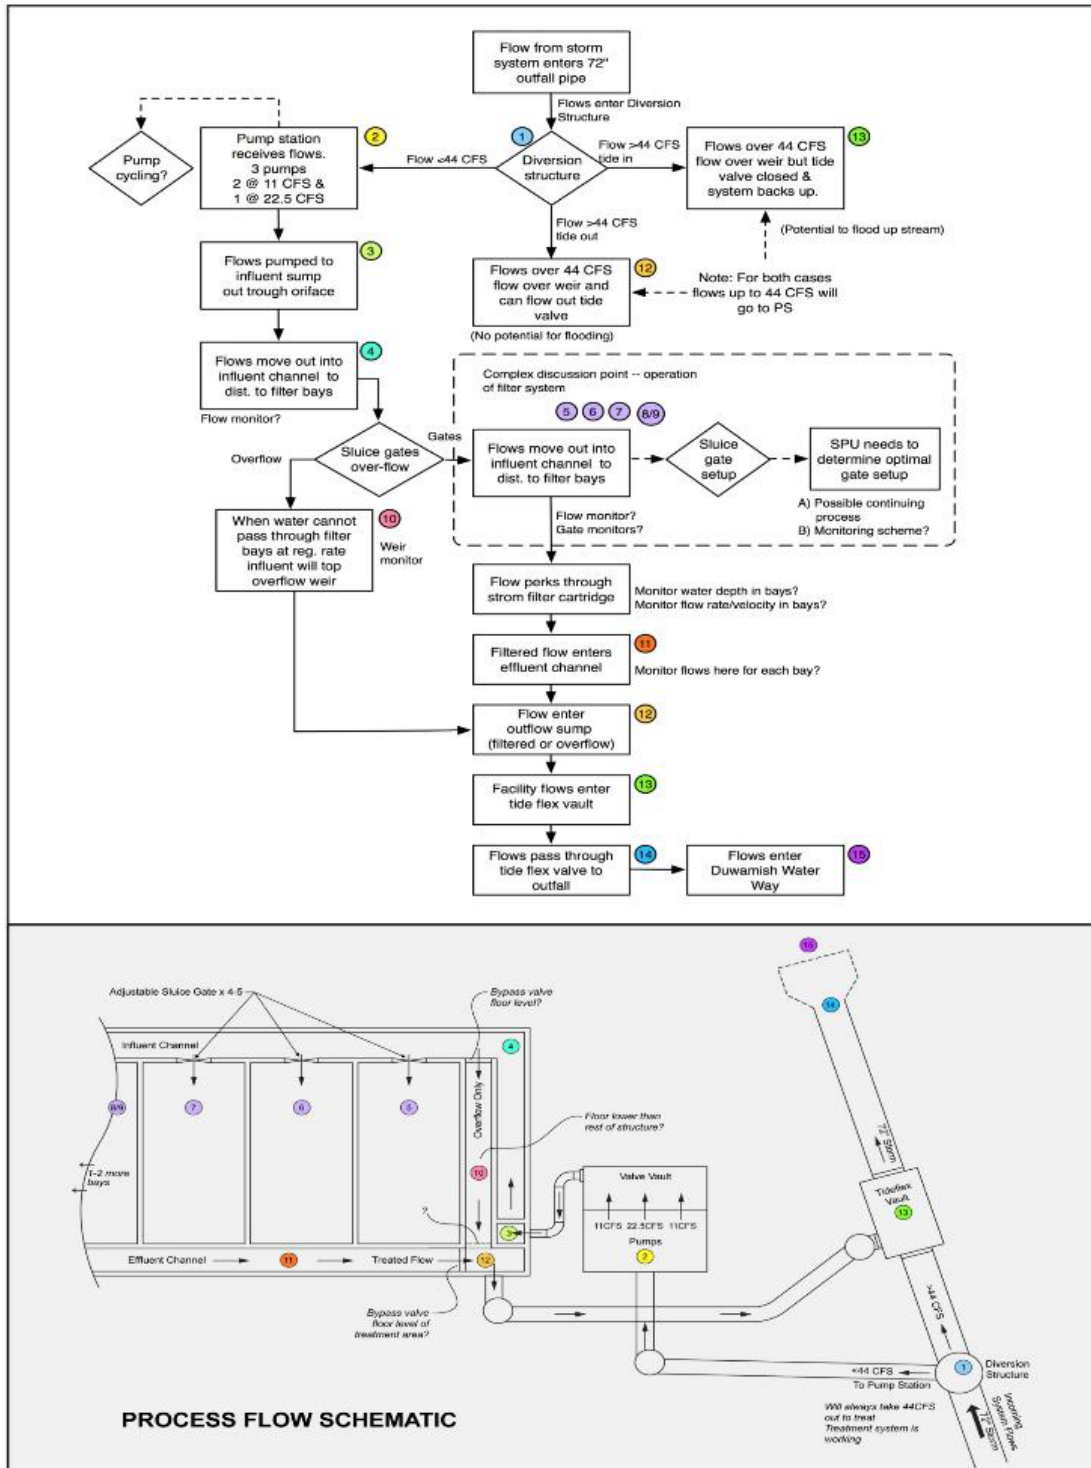 Flow from storm
system enters 72"
outfall pipe
Flows enter Diversion
Structure
1
Diversion
structure
Flow <44 CFS
Flow >44 CFS
tide in
Flow >44 CFS
tide out
2
Pump station
receives flows.
3 pumps
2 @ 11 CFS &
1 @ 22.5 CFS
Pump
cycling?
13
Flows over 44 CFS
flow over weir but tide
valve closed &
system backs up.
(Potential to flood up stream)
3
Flows pumped to
influent sump
out trough oriface
12
Flows over 44 CFS
flow over weir and
can flow out tide
valve
(No potential for flooding)
Note: For both cases
flows up to 44 CFS will
go to PS
4
Flows move out into
influent channel to
dist. to filter bays
Flow monitor?
Sluice gates
over-flow
Overflow
Gates
Complex discussion point -- operation
of filter system
5
6
7
8/9
Flows move out into
influent channel to
dist. to filter bays
Sluice
gate
setup
SPU needs to
determine optimal
gate setup
A) Possible continuing
process
B) Monitoring scheme?
Flow monitor?
Gate monitors?
10
When water cannot
pass through filter
bays at reg. rate
influent will top
overflow weir
Weir
monitor
Flow perks through
strom filter cartridge
Monitor water depth in bays?
Monitor flow rate/velocity in bays?
11
Filtered flow enters
effluent channel
Monitor flows here for each bay?
12
Flow enter
outflow sump
(filtered or overflow)
13
Facility flows enter
tide flex vault
14
Flows pass through
tide flex valve to
outfall
15
Flows enter
Duwamish Water
Way
Adjustable Sluice Gate x 4-5
Bypass valve
floor level?
Influent Channel
4
8/9
7
6
5
Overflow Only
Floor lower than
rest of structure?
10
1-2 more
bays
?
3
Valve Vault
11CFS
22.5CFS
11CFS
Pumps
2
Effluent Channel
11
Treated Flow
12
Bypass valve
floor level of
treatment area?
14
72" Storm
Tideflex
Vault
13
>44 CFS
<44 CFS
To Pump Station
1
Diversion
Structure
Will always take 44CFS
out to treat
Treatment system is
working
Incoming
System Flows
72" Storm
PROCESS FLOW SCHEMATIC